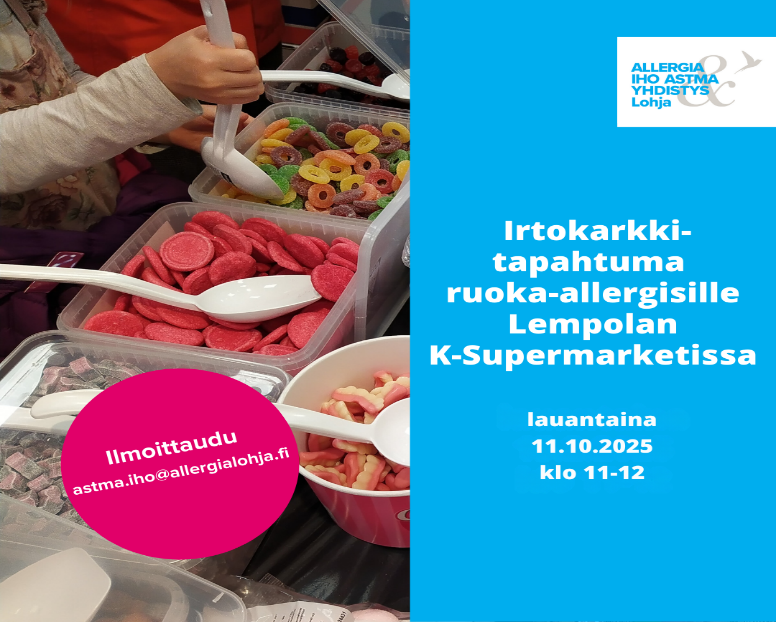 ALLERGIA
IHO ASTMA
YHDISTYS
Lohja
&
Irtokarkki-
tapahtuma
ruoka-allergisille
Lempolan
K-Supermarketissa
lauantaina
11.10.2025
klo 11-12
Ilmoittaudu
astma.iho@allergialohja.fi